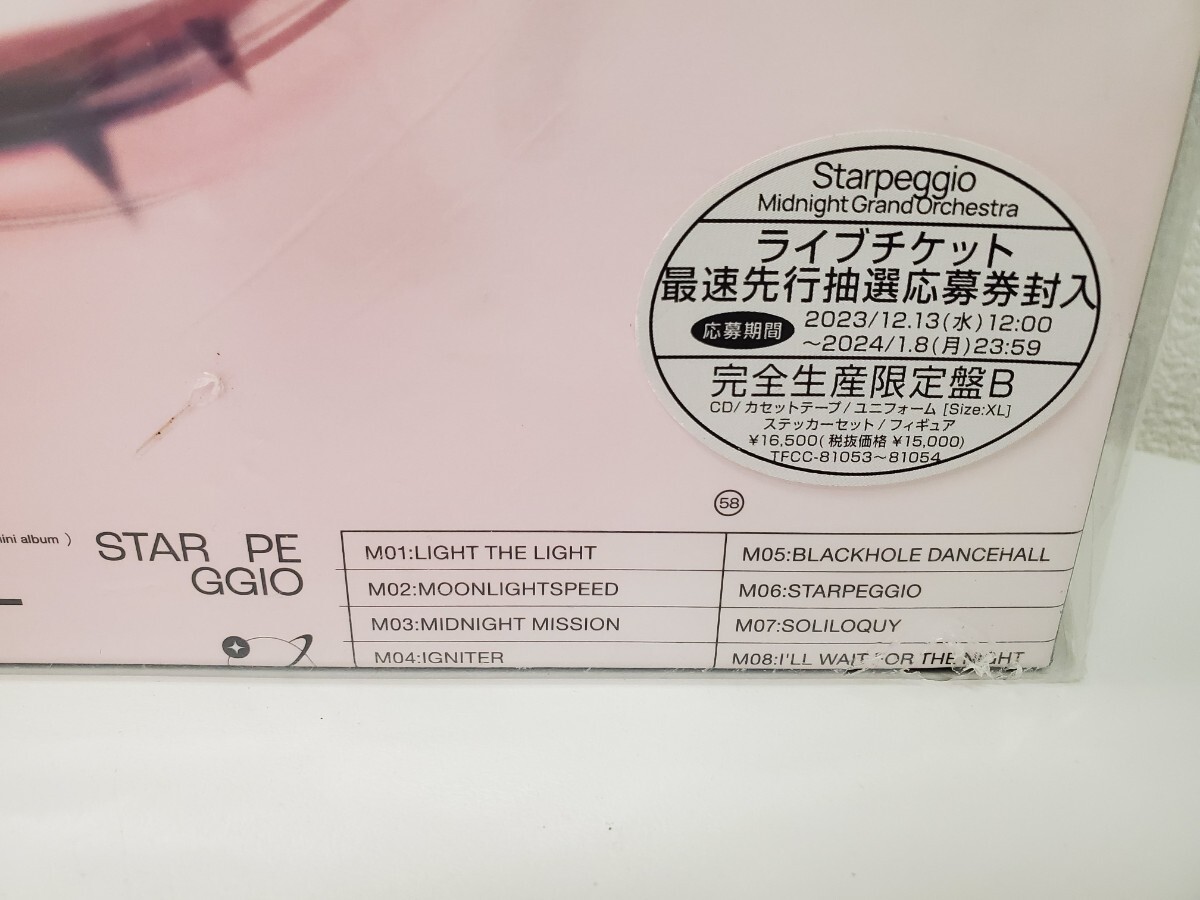 Starpeggio
Midnight Grand Orchestra
ライブチケット
最速先行抽選応募券封入
応募期間 2023/12.13(水)12:00
～2024/1.8(月)23:59
完全生産限定盤B
CD/カセットテープ/ユニフォーム [Size:XL]
ステッカーセット/フィギュア
¥16,500(税抜価格 ¥15,000)
TFCC-81053～81054
58
album )
STAR PE
GGIO
M01:LIGHT THE LIGHT
M02:MOONLIGHTSPEED
M03:MIDNIGHT MISSION
M04:IGNITER
M05:BLACKHOLE DANCEHALL
M06:STARPEGGIO
M07:SOLILOQUY
M08:I'LL WAIT FOR THE NIGHT